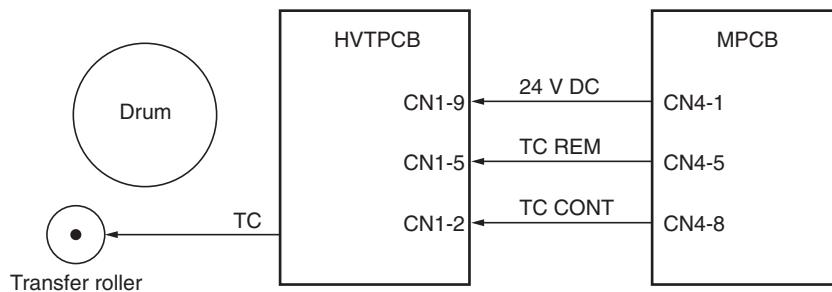 HVTPCB
MPCB
Drum
CN1-9
24 V DC
CN4-1
CN1-5
TC REM
CN4-5
TC
CN1-2
TC CONT
CN4-8
Transfer roller